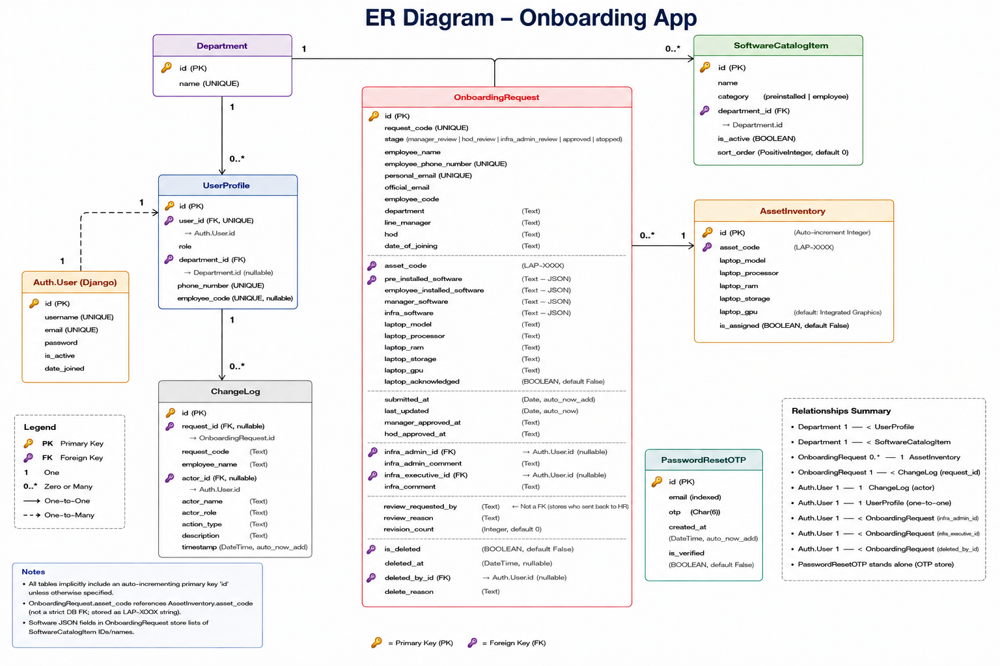 ER Diagram – Onboarding App
Department
id (PK)
name (UNIQUE)
1
0..*
1
0..*
SoftwareCatalogItem
id (PK)
name
category (preinstalled | employee)
department_id (FK)
→ Department.id
is_active (BOOLEAN)
sort_order (PositiveInteger, default 0)
UserProfile
id (PK)
user_id (FK, UNIQUE)
→ Auth.User.id
role
department_id (FK)
→ Department.id (nullable)
phone_number (UNIQUE)
employee_code (UNIQUE, nullable)
1
1
Auth.User (Django)
id (PK)
username (UNIQUE)
email (UNIQUE)
password
is_active
date_joined
1
0..*
ChangeLog
id (PK)
request_id (FK, nullable)
→ OnboardingRequest.id
request_code (Text)
employee_name (Text)
actor_id (FK, nullable)
→ Auth.User.id
actor_name (Text)
actor_role (Text)
action_type (Text)
description (Text)
timestamp (DateTime, auto_now_add)
OnboardingRequest
id (PK)
request_code (UNIQUE)
stage (manager_review | hod_review | infra_admin_review | approved | stopped)
employee_name
employee_phone_number (UNIQUE)
personal_email (UNIQUE)
official_email
employee_code
department (Text)
line_manager (Text)
hod (Text)
date_of_joining (Text)
asset_code (LAP-XXXX)
pre_installed_software (Text – JSON)
employee_installed_software (Text – JSON)
manager_software (Text – JSON)
infra_software (Text – JSON)
laptop_model (Text)
laptop_processor (Text)
laptop_ram (Text)
laptop_storage (Text)
laptop_gpu (Text)
laptop_acknowledged (BOOLEAN, default False)
submitted_at (Date, auto_now_add)
last_updated (Date, auto_now)
manager_approved_at (Text)
hod_approved_at (Text)
infra_admin_id (FK) → Auth.User.id (nullable)
infra_admin_comment (Text)
infra_executive_id (FK) → Auth.User.id (nullable)
infra_comment (Text)
review_requested_by (Text) ← Not a FK (stores who sent back to HR)
review_reason (Text)
revision_count (Integer, default 0)
is_deleted (BOOLEAN, default False)
deleted_at (DateTime, nullable)
deleted_by_id (FK) → Auth.User.id (nullable)
delete_reason (Text)
0..* 1
AssetInventory
id (PK) (Auto-increment Integer)
asset_code (LAP-XXXX)
laptop_model
laptop_processor
laptop_ram
laptop_storage
laptop_gpu (default: Integrated Graphics)
is_assigned (BOOLEAN, default False)
PasswordResetOTP
id (PK)
email (indexed)
otp (Char(6))
created_at
(DateTime, auto_now_add)
is_verified
(BOOLEAN, default False)
Relationships Summary
• Department 1 — < UserProfile
• Department 1 — < SoftwareCatalogItem
• OnboardingRequest 0.* — 1 AssetInventory
• OnboardingRequest 1 — < ChangeLog (request_id)
• Auth.User 1 — 1 ChangeLog (actor)
• Auth.User 1 — 1 UserProfile (one-to-one)
• Auth.User 1 — < OnboardingRequest (infra_admin_id)
• Auth.User 1 — < OnboardingRequest (infra_executive_id)
• Auth.User 1 — < OnboardingRequest (deleted_by_id)
• PasswordResetOTP stands alone (OTP store)
Legend
PK Primary Key
FK Foreign Key
1 One
0..* Zero or Many
One-to-One
One-to-Many
Notes
• All tables implicitly include an auto-incrementing primary key 'id'
unless otherwise specified.
• OnboardingRequest.asset_code references AssetInventory.asset_code
(not a strict DB FK; stored as LAP-XOOX string).
• Software JSON fields in OnboardingRequest store lists of
SoftwareCatalogItem IDs/names.
= Primary Key (PK) = Foreign Key (FK)